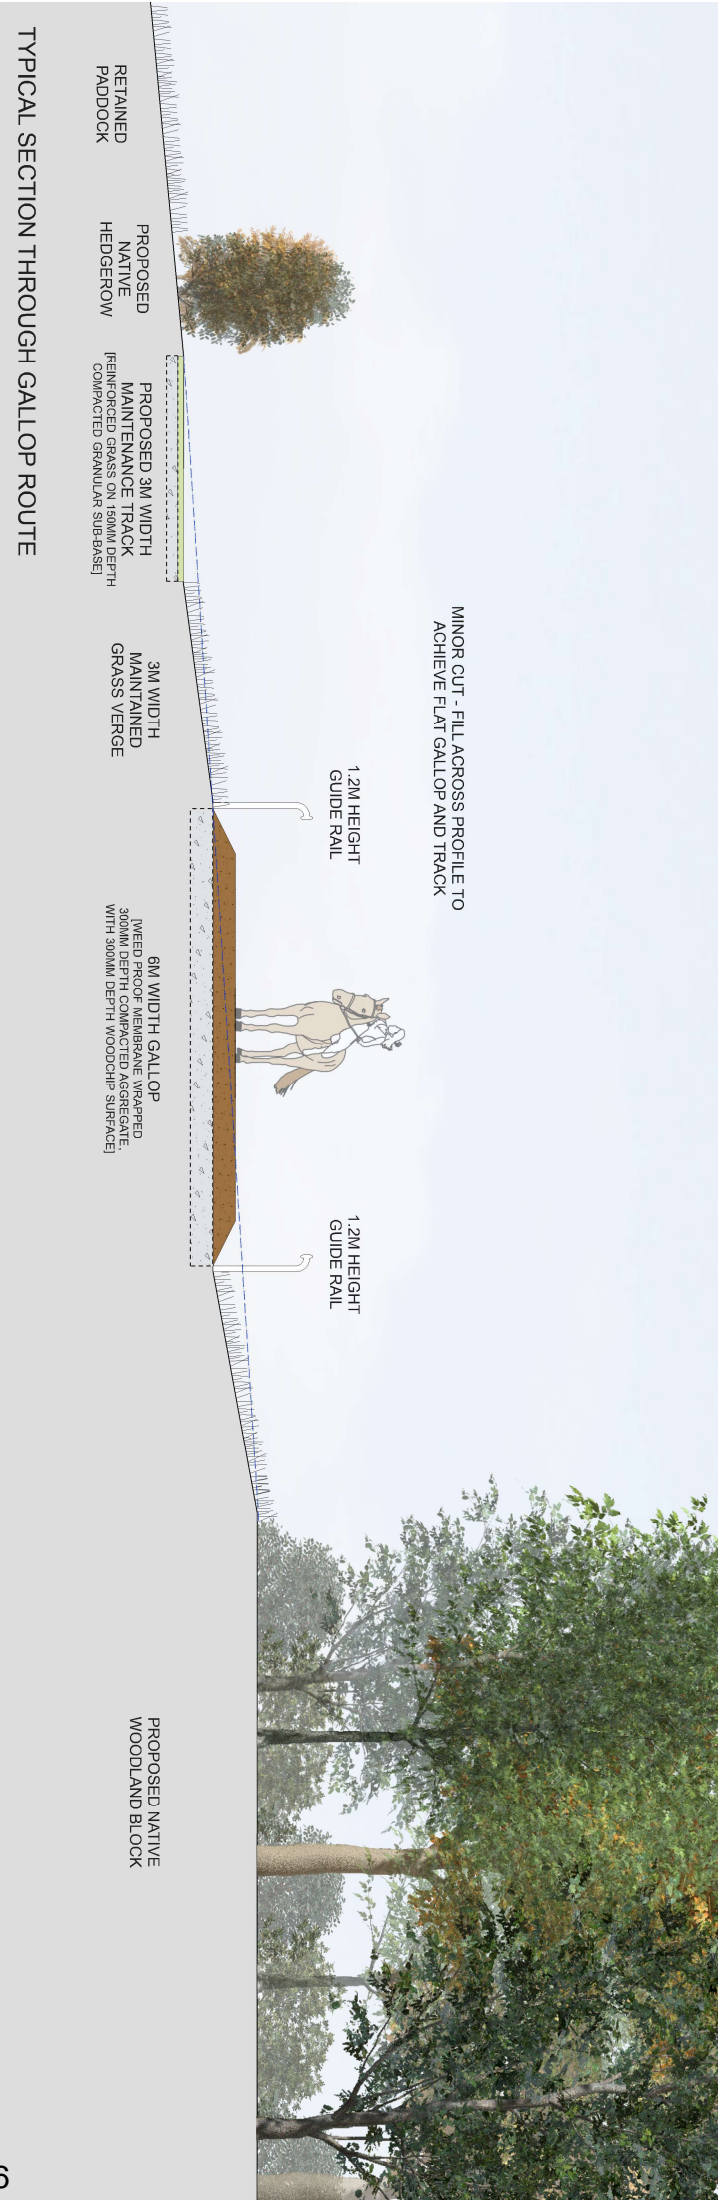 MINOR CUT - FILL ACROSS PROFILE TO
ACHIEVE FLAT GALLOP AND TRACK
1.2M HEIGHT
GUIDE RAIL
1.2M HEIGHT
GUIDE RAIL
RETAINED
PADDOCK
PROPOSED
NATIVE
HEDGEROW
PROPOSED 3M WIDTH
MAINTENANCE TRACK
[REINFORCED GRASS ON 150MM DEPTH
COMPACTED GRANULAR SUB-BASE]
3M WIDTH
MAINTAINED
GRASS VERGE
6M WIDTH GALLOP
[WEED PROOF MEMBRANE WRAPPED
300MM DEPTH COMPACTED AGGREGATE,
WITH 300MM DEPTH WOODCHIP SURFACE]
PROPOSED NATIVE
WOODLAND BLOCK
TYPICAL SECTION THROUGH GALLOP ROUTE